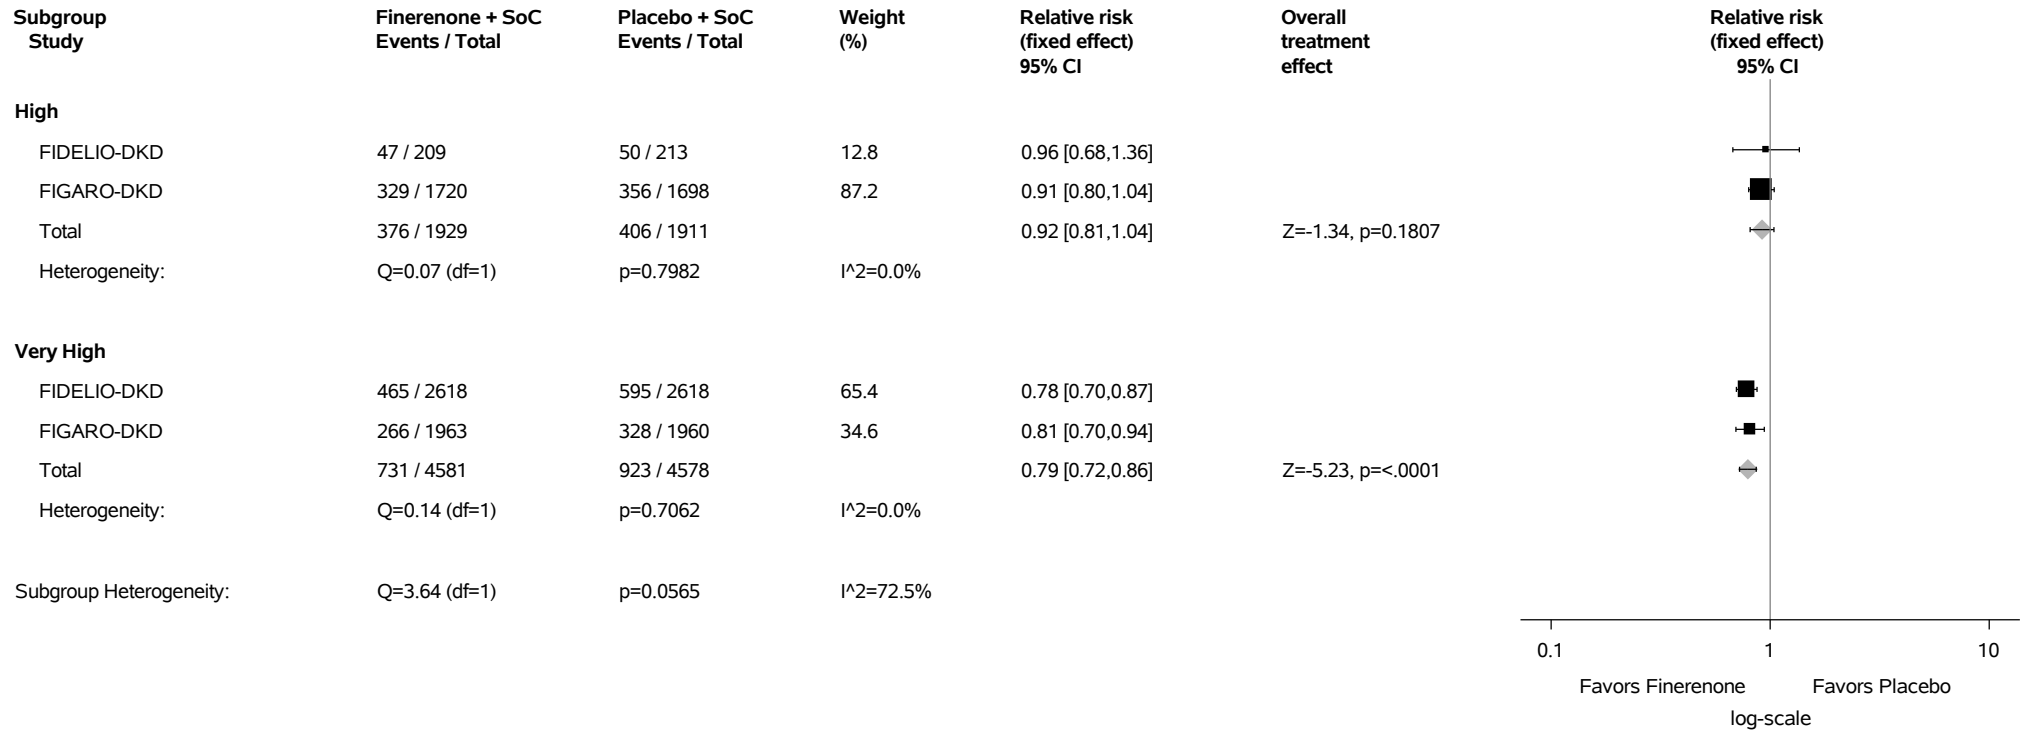 Subgroup Finerenone + SoC Placebo + SoC Weight Relative risk Overall Relative risk
Study Events / Total Events / Total (%) (fixed effect) treatment (fixed effect)
95% CI effect 95% CI
High
FIDELIO-DKD 47 / 209 50 / 213 12.8 0.96 [0.68,1.36]
FIGARO-DKD 329 / 1720 356 / 1698 87.2 0.91 [0.80,1.04]
Total 376 / 1929 406 / 1911 0.92 [0.81,1.04] Z=-1.34, p=0.1807
Heterogeneity: Q=0.07 (df=1) p=0.7982 I^2=0.0%
Very High
FIDELIO-DKD 465 / 2618 595 / 2618 65.4 0.78 [0.70,0.87]
FIGARO-DKD 266 / 1963 328 / 1960 34.6 0.81 [0.70,0.94]
Total 731 / 4581 923 / 4578 0.79 [0.72,0.86] Z=-5.23, p=<.0001
Heterogeneity: Q=0.14 (df=1) p=0.7062 I^2=0.0%
Subgroup Heterogeneity: Q=3.64 (df=1) p=0.0565 I^2=72.5%
0.1 1 10
Favors Finerenone Favors Placebo
log-scale